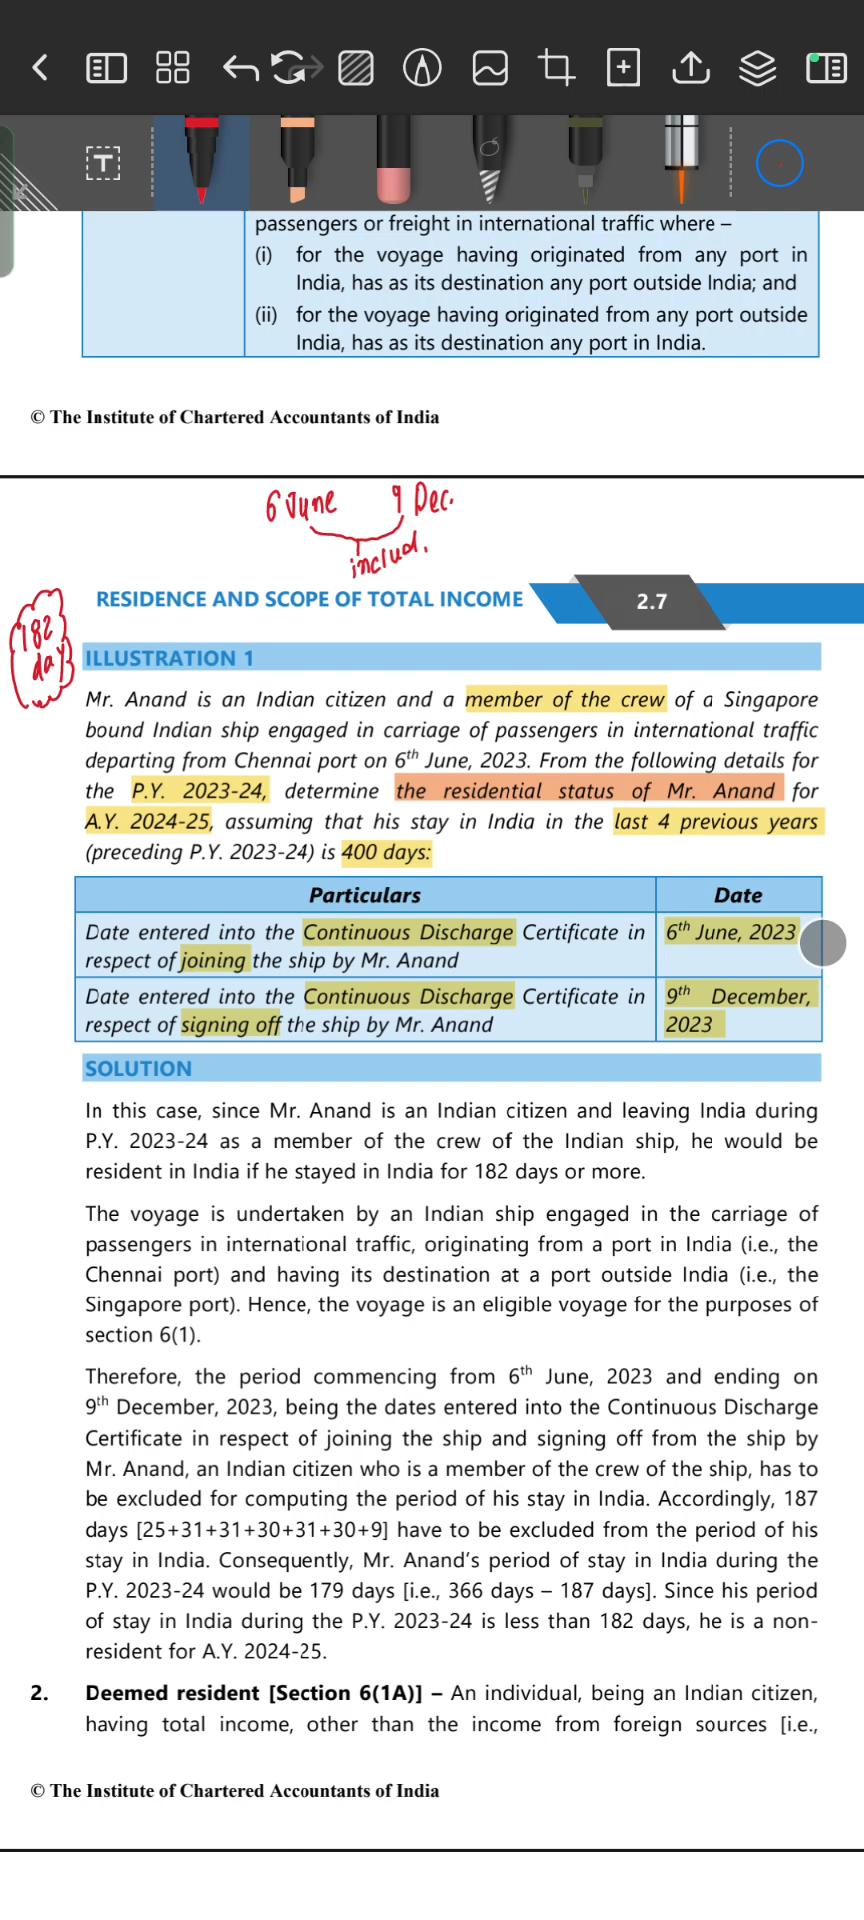 passengers or freight in international traffic where –
(i) for the voyage having originated from any port in
India, has as its destination any port outside India; and
(ii) for the voyage having originated from any port outside
India, has as its destination any port in India.
© The Institute of Chartered Accountants of India
6 June 9 Dec.
includ.
RESIDENCE AND SCOPE OF TOTAL INCOME 2.7
182
days
ILLUSTRATION 1
Mr. Anand is an Indian citizen and a member of the crew of a Singapore
bound Indian ship engaged in carriage of passengers in international traffic
departing from Chennai port on 6th June, 2023. From the following details for
the P.Y. 2023-24, determine the residential status of Mr. Anand for
A.Y. 2024-25, assuming that his stay in India in the last 4 previous years
(preceding P.Y. 2023-24) is 400 days:
Particulars Date
Date entered into the Continuous Discharge Certificate in 6th June, 2023
respect of joining the ship by Mr. Anand
Date entered into the Continuous Discharge Certificate in 9th December,
respect of signing off the ship by Mr. Anand 2023
SOLUTION
In this case, since Mr. Anand is an Indian citizen and leaving India during
P.Y. 2023-24 as a member of the crew of the Indian ship, he would be
resident in India if he stayed in India for 182 days or more.
The voyage is undertaken by an Indian ship engaged in the carriage of
passengers in international traffic, originating from a port in India (i.e., the
Chennai port) and having its destination at a port outside India (i.e., the
Singapore port). Hence, the voyage is an eligible voyage for the purposes of
section 6(1).
Therefore, the period commencing from 6th June, 2023 and ending on
9th December, 2023, being the dates entered into the Continuous Discharge
Certificate in respect of joining the ship and signing off from the ship by
Mr. Anand, an Indian citizen who is a member of the crew of the ship, has to
be excluded for computing the period of his stay in India. Accordingly, 187
days [25+31+31+30+31+30+9] have to be excluded from the period of his
stay in India. Consequently, Mr. Anand's period of stay in India during the
P.Y. 2023-24 would be 179 days [i.e., 366 days – 187 days]. Since his period
of stay in India during the P.Y. 2023-24 is less than 182 days, he is a non-
resident for A.Y. 2024-25.
2. Deemed resident [Section 6(1A)] – An individual, being an Indian citizen,
having total income, other than the income from foreign sources [i.e.,
© The Institute of Chartered Accountants of India